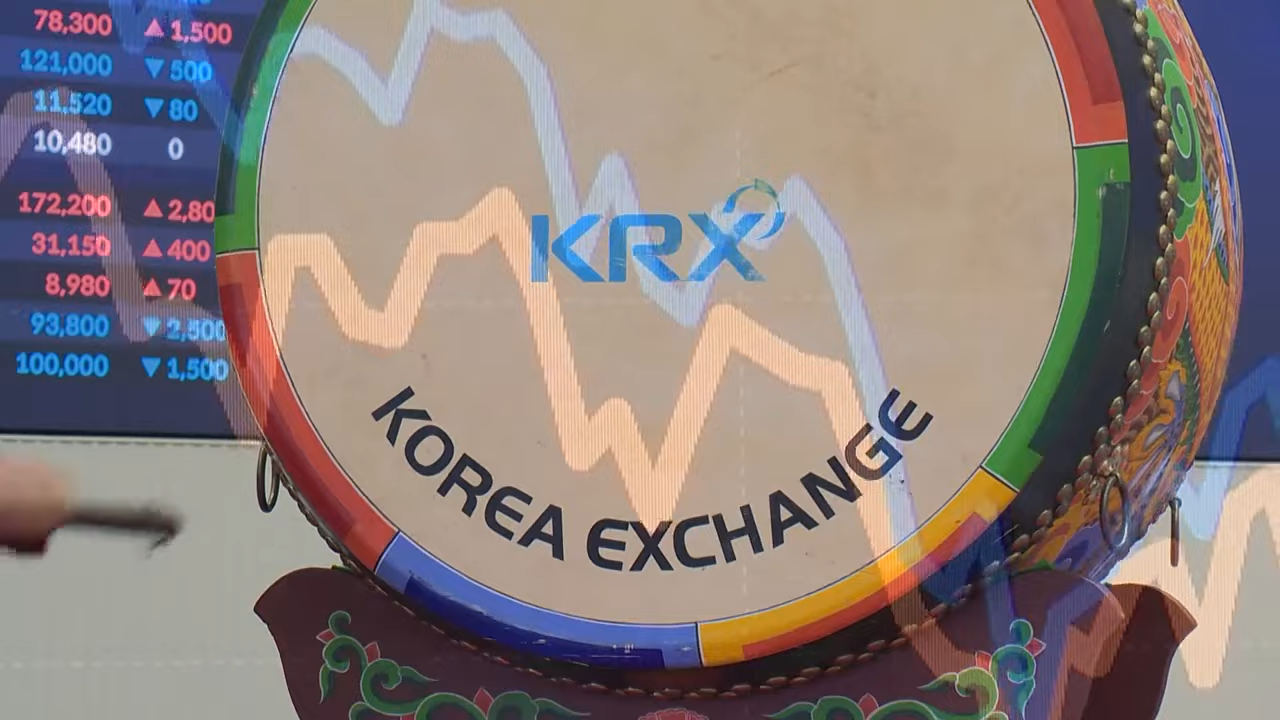 78,300 ▲ 1,500
121,000 ▼ 500
11,520 ▼ 80
10,480 0
172,200 ▲ 2,80
31,150 ▲ 400
8,980 ▲ 70
93,800 ▼ 2,500
100,000 ▼ 1,500
KRX
KOREA EXCHANGE